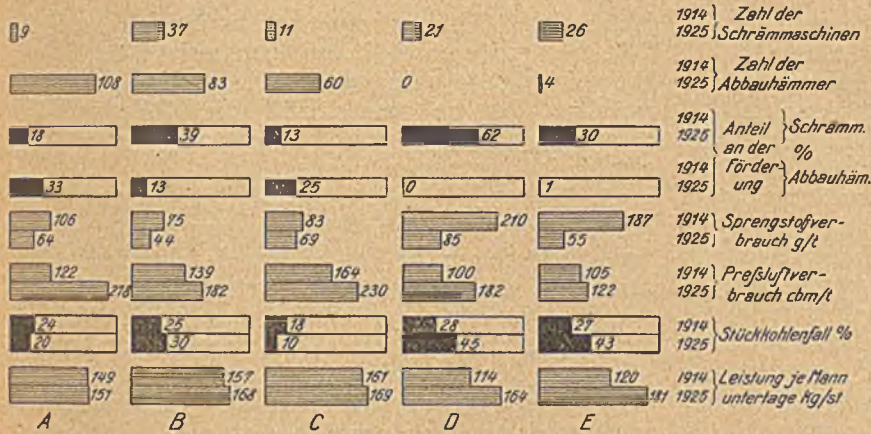 9 37 11 21 26 1914 1925 } Zahl der Schrämmaschinen
108 83 60 0 4 1914 1925 } Zahl der Abbauhämmer
18 39 13 62 30 1914 1925 } Anteil an der Förderung % } Schrämm.
33 13 25 0 1 1914 1925 } Abbauhäm.
106 75 83 210 187 1914 } Sprengstoffver-
64 44 69 85 55 1925 } brauch g/t
122 139 164 100 105 1914 } Preßluftver-
218 182 230 182 122 1925 } brauch cbm/t
24 25 18 28 27 1914 } Stückkohlenfall %
20 30 10 45 43 1925
149 157 161 114 120 1914 } Leistung je Mann
151 168 169 164 181 1925 } untertage kg/st
A B C D E